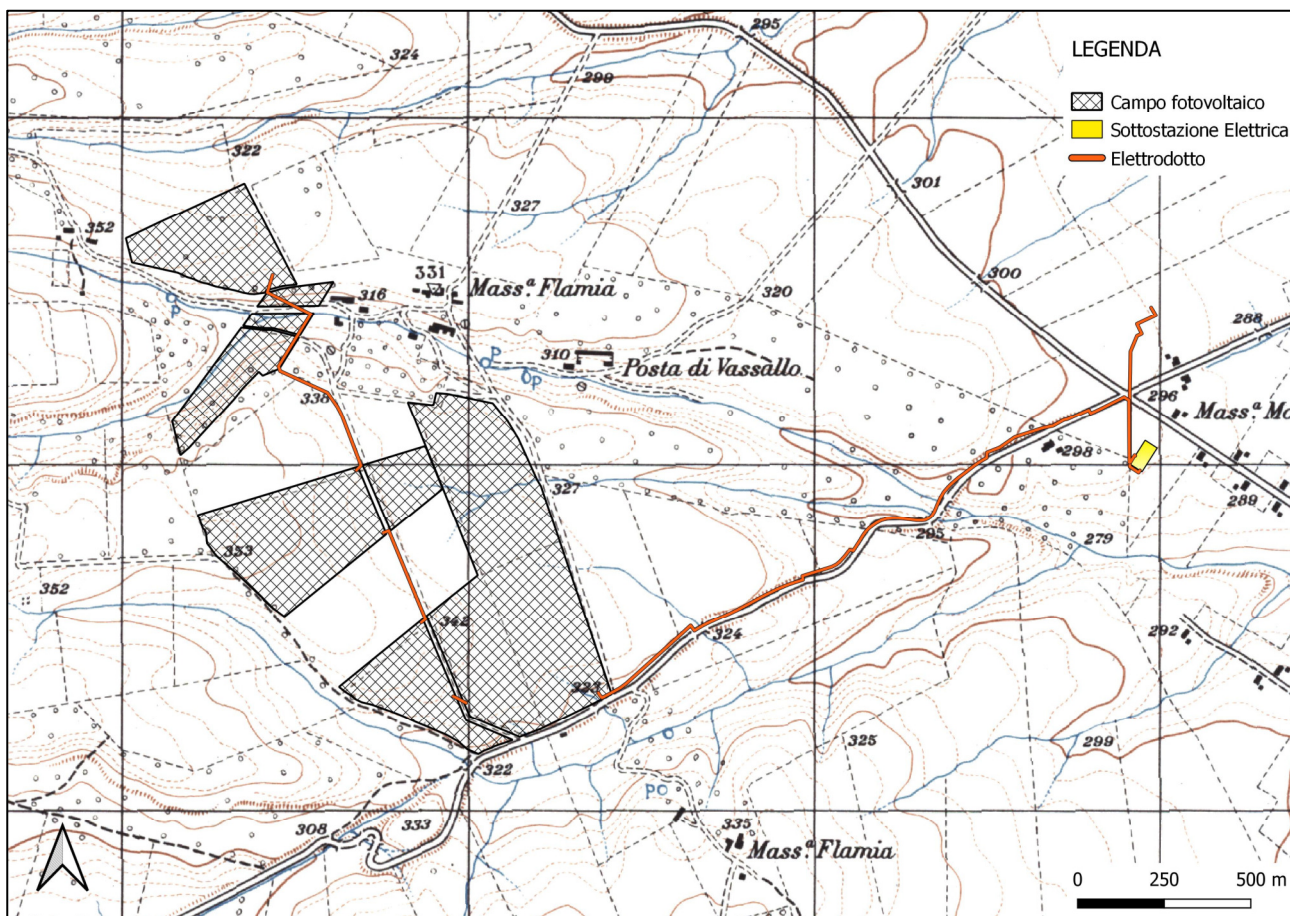 295
LEGENDA
324
299
Campo fotovoltaico
Sottostazione Elettrica
Elettrodotto
322
301
327
352
300
331
316
Mass.ª Flamia
320
288
p
310
P
Posta di Vassallo
p
338
296
Mass.ª Mo
298
327
289
295
353
279
352
342
324
292
323
325
299
322
po
308
333
335
Mass.ª Flamia
0 250 500 m